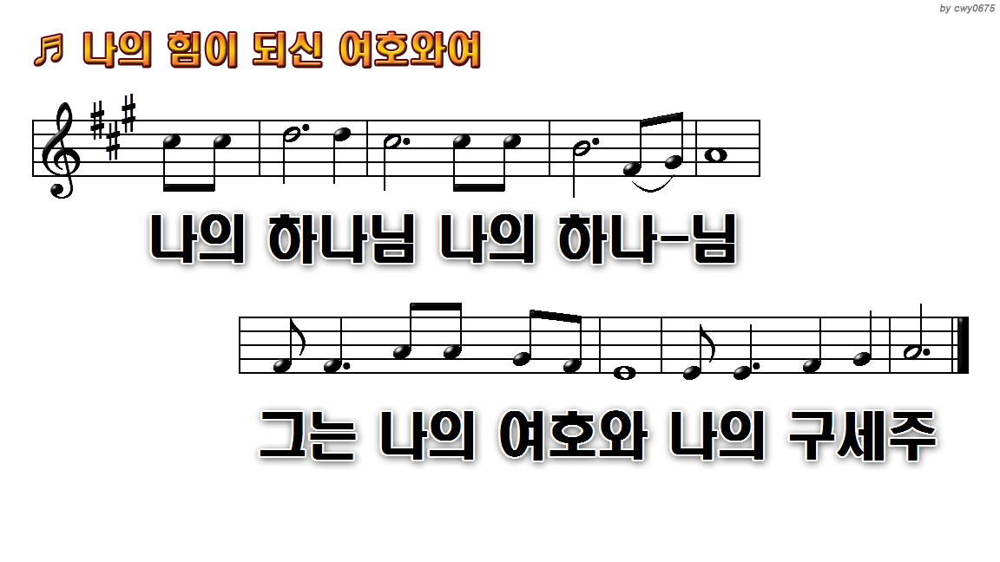 by cwy0675
♬ 나의 힘이 되신 여호와여
나의 하나님 나의 하나-님
그는 나의 여호와 나의 구세주